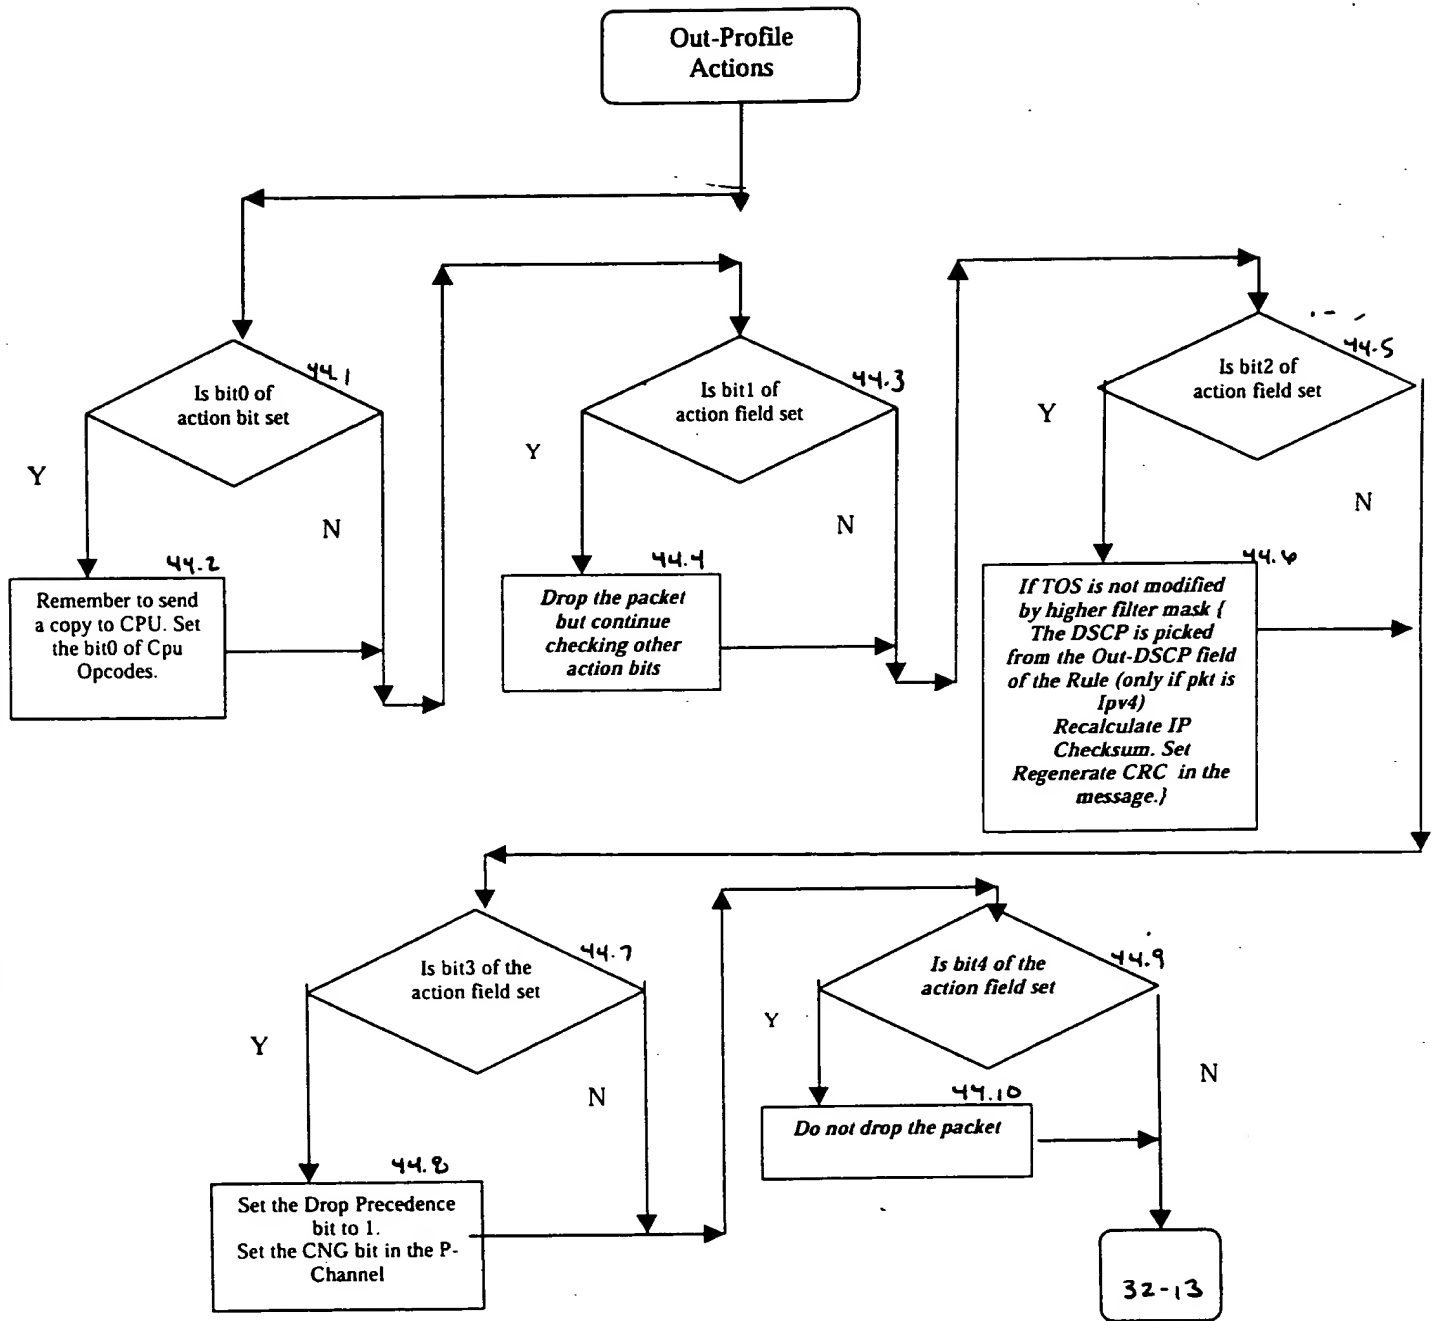 Out-Profile
Actions
44.1
Is bit0 of
action bit set
Y
N
44.2
Remember to send
a copy to CPU. Set
the bit0 of Cpu
Opcodes.
44.3
Is bit1 of
action field set
Y
N
44.4
Drop the packet
but continue
checking other
action bits
44.5
Is bit2 of
action field set
Y
N
44.6
If TOS is not modified
by higher filter mask {
The DSCP is picked
from the Out-DSCP field
of the Rule (only if pkt is
Ipv4)
Recalculate IP
Checksum. Set
Regenerate CRC in the
message.}
44.7
Is bit3 of the
action field set
Y
N
44.8
Set the Drop Precedence
bit to 1.
Set the CNG bit in the P-
Channel
44.9
Is bit4 of the
action field set
Y
N
44.10
Do not drop the packet
32-13